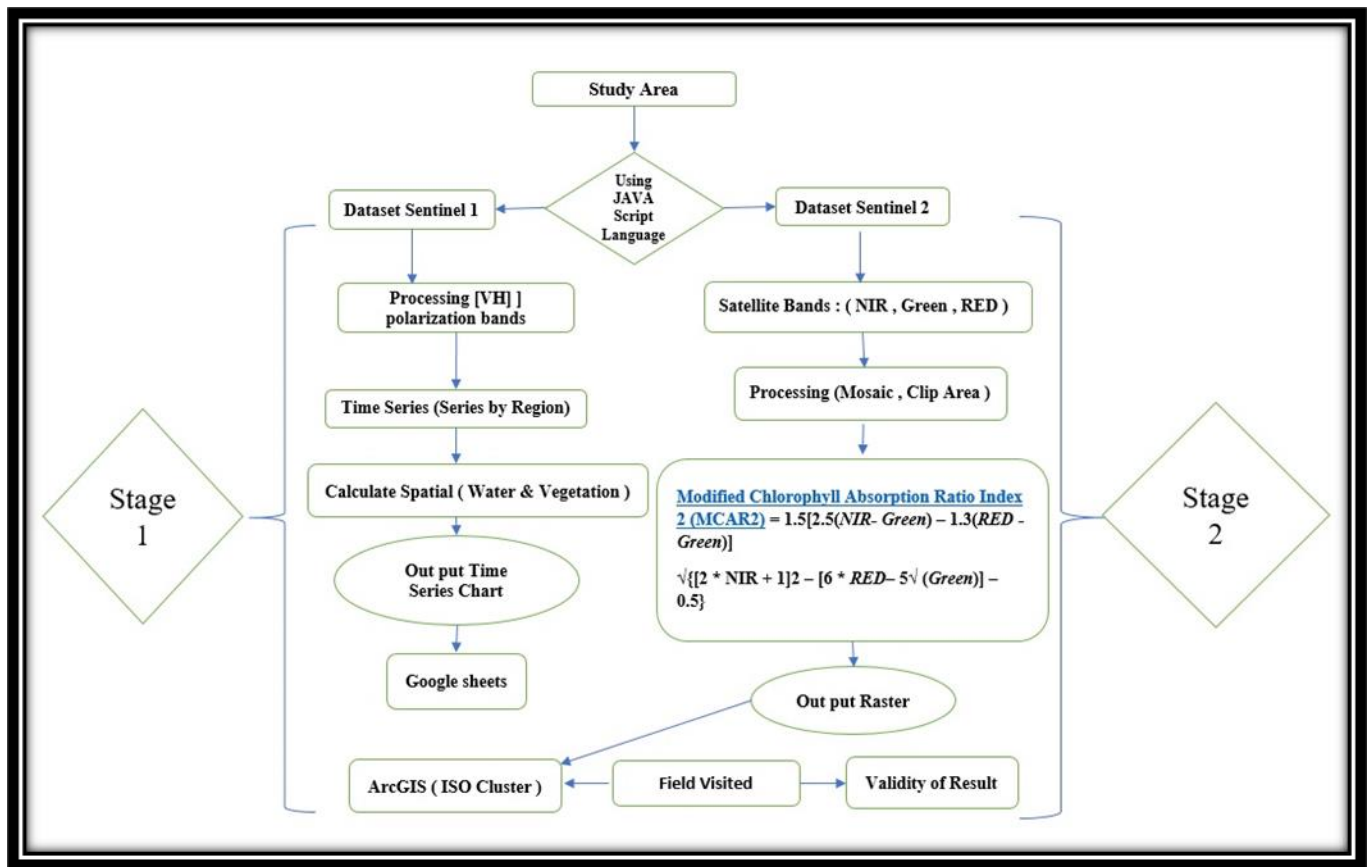 Study Area
Using
JAVA
Script
Language
Dataset Sentinel 1
Dataset Sentinel 2
Processing [VH] ]
polarization bands
Time Series (Series by Region)
Calculate Spatial ( Water & Vegetation )
Out put Time
Series Chart
Google sheets
Satellite Bands : ( NIR , Green , RED )
Processing (Mosaic , Clip Area )
Modified Chlorophyll Absorption Ratio Index
2 (MCAR2) = 1.5[2.5(NIR- Green) – 1.3(RED -
Green)]
√{[2 * NIR + 1]2 – [6 * RED– 5√ (Green)] –
0.5}
Out put Raster
ArcGIS ( ISO Cluster )
Field Visited
Validity of Result
Stage
1
Stage
2